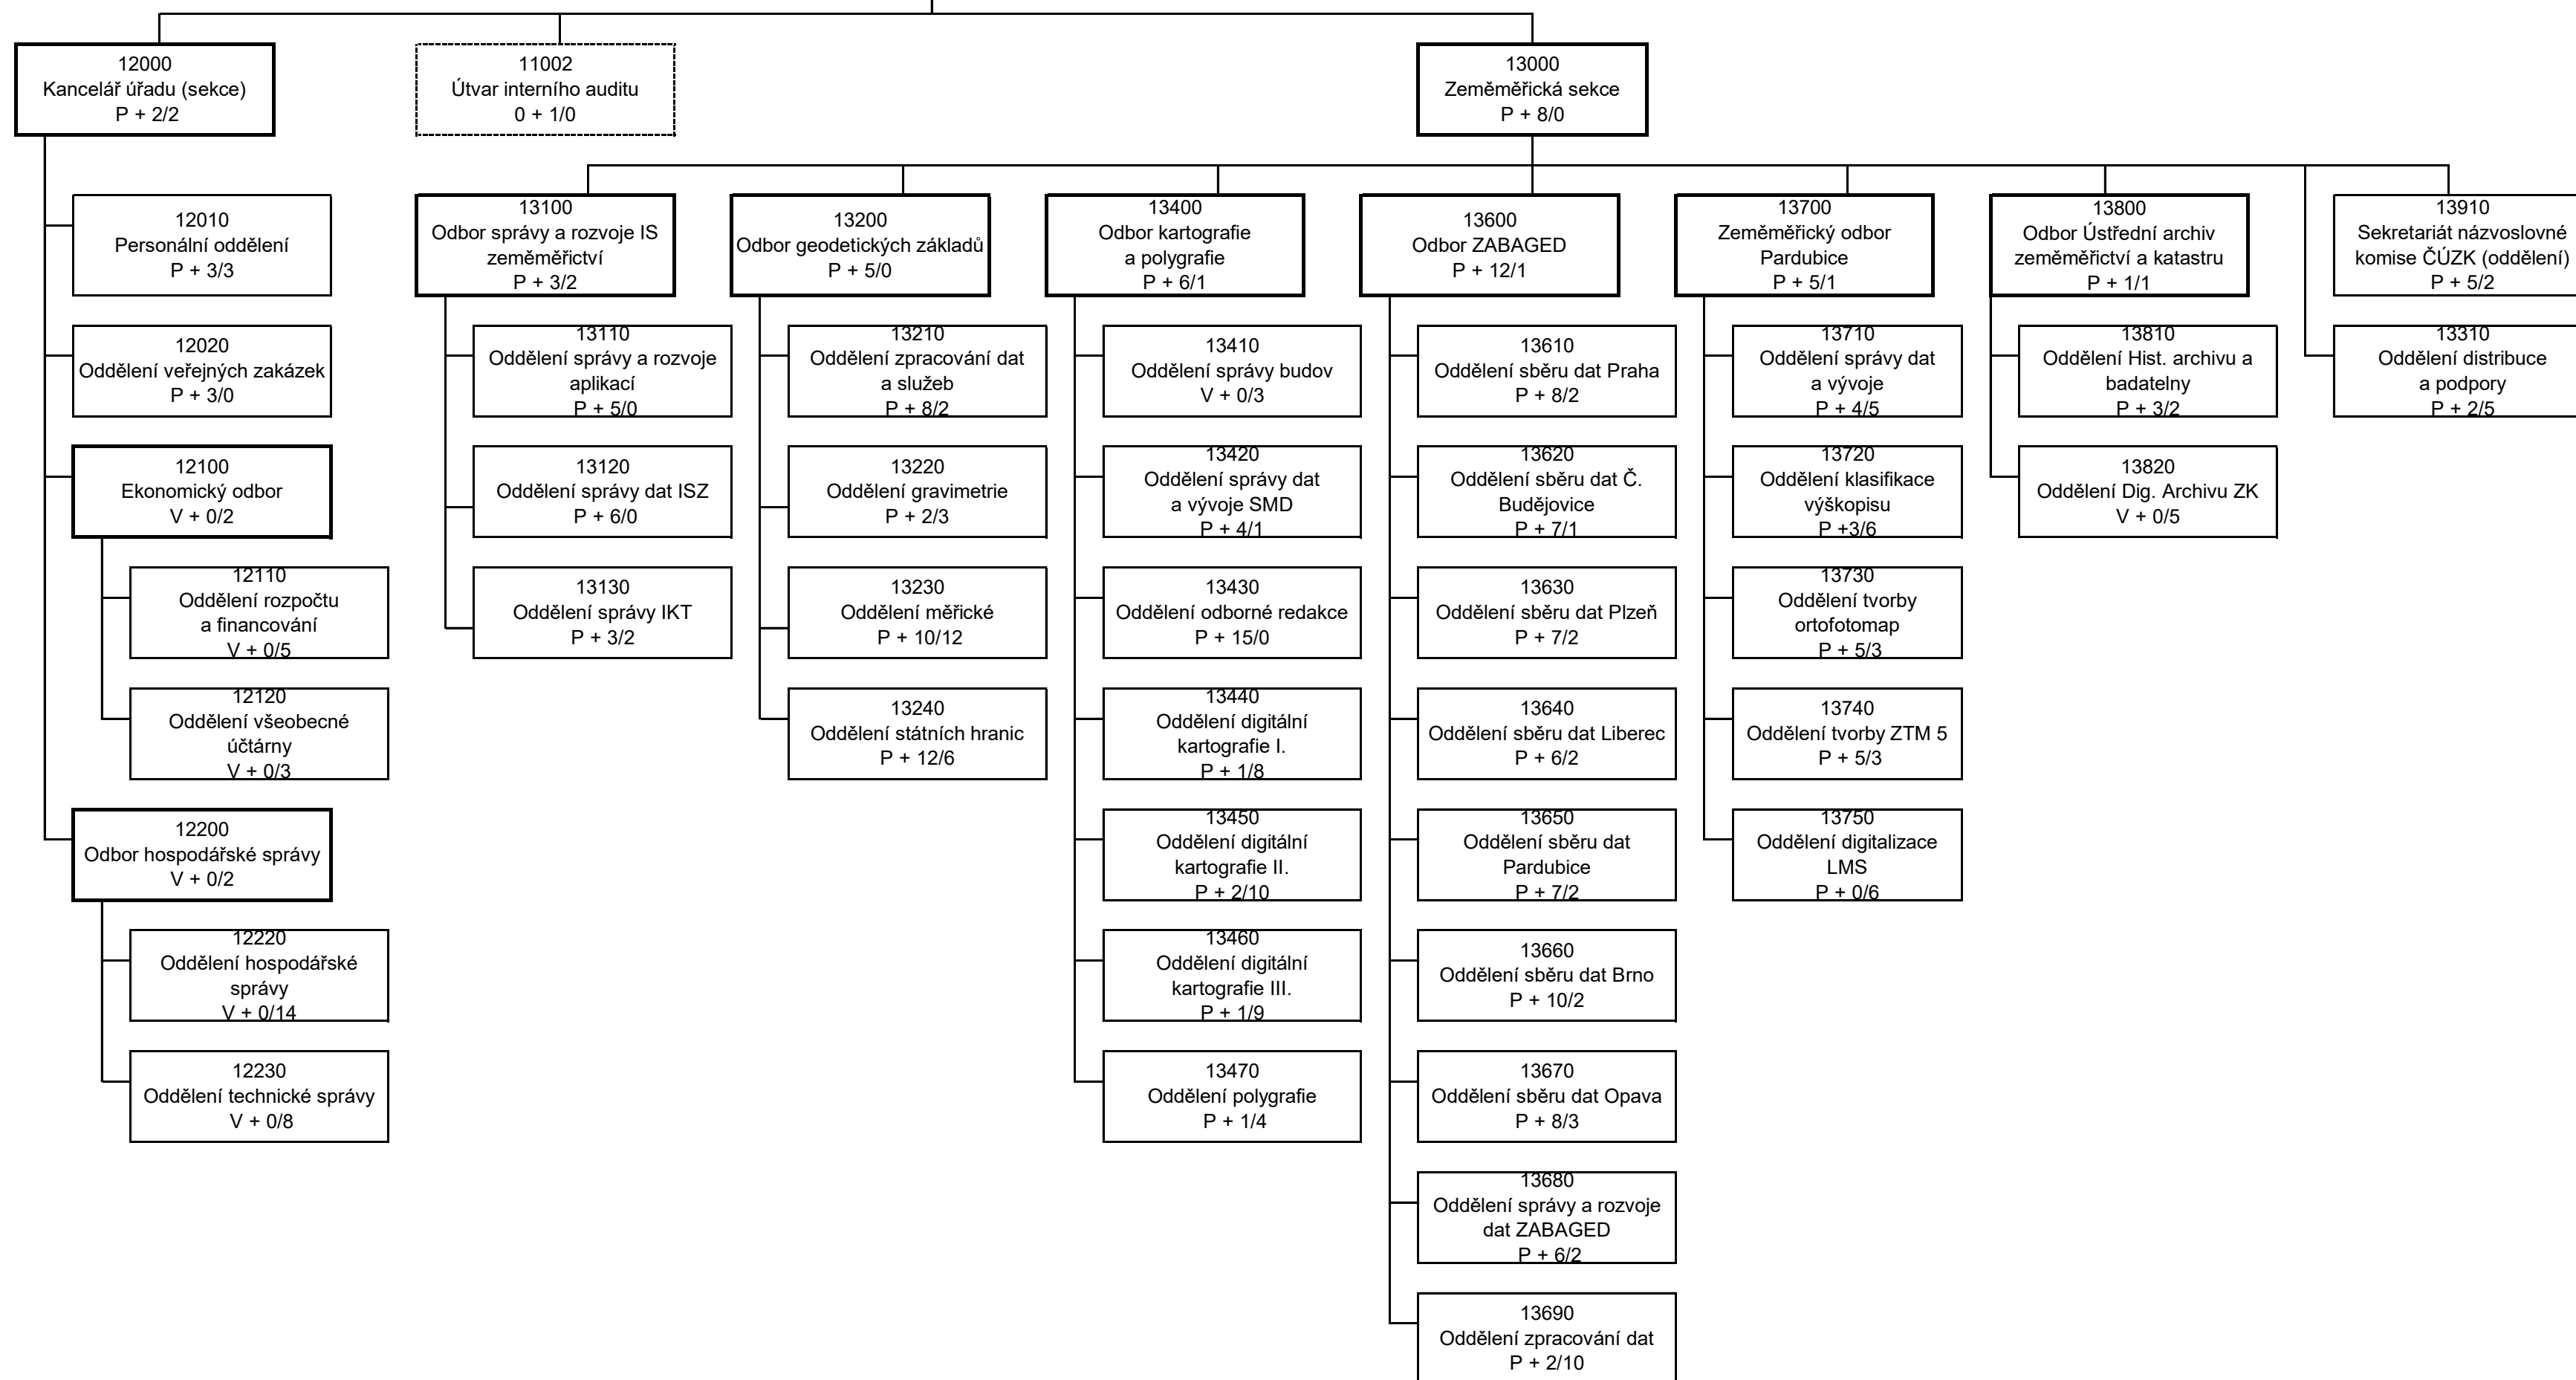 12000
Kancelář úřadu (sekce)
P + 2/2
11002
Útvar interního auditu
0 + 1/0
13000
Zeměměřická sekce
P + 8/0
12010
Personální oddělení
P + 3/3
12020
Oddělení veřejných zakázek
P + 3/0
12100
Ekonomický odbor
V + 0/2
12110
Oddělení rozpočtu
a financování
V + 0/5
12120
Oddělení všeobecné
účtárny
V + 0/3
12200
Odbor hospodářské správy
V + 0/2
12220
Oddělení hospodářské
správy
V + 0/14
12230
Oddělení technické správy
V + 0/8
13100
Odbor správy a rozvoje IS
zeměměřictví
P + 3/2
13110
Oddělení správy a rozvoje
aplikací
P + 5/0
13120
Oddělení správy dat ISZ
P + 6/0
13130
Oddělení správy IKT
P + 3/2
13200
Odbor geodetických základů
P + 5/0
13210
Oddělení zpracování dat
a služeb
P + 8/2
13220
Oddělení gravimetrie
P + 2/3
13230
Oddělení měřické
P + 10/12
13240
Oddělení státních hranic
P + 12/6
13400
Odbor kartografie
a polygrafie
P + 6/1
13410
Oddělení správy budov
V + 0/3
13420
Oddělení správy dat
a vývoje SMD
P + 4/1
13430
Oddělení odborné redakce
P + 15/0
13440
Oddělení digitální
kartografie I.
P + 1/8
13450
Oddělení digitální
kartografie II.
P + 2/10
13460
Oddělení digitální
kartografie III.
P + 1/9
13470
Oddělení polygrafie
P + 1/4
13600
Odbor ZABAGED
P + 12/1
13610
Oddělení sběru dat Praha
P + 8/2
13620
Oddělení sběru dat Č.
Budějovice
P + 7/1
13630
Oddělení sběru dat Plzeň
P + 7/2
13640
Oddělení sběru dat Liberec
P + 6/2
13650
Oddělení sběru dat
Pardubice
P + 7/2
13660
Oddělení sběru dat Brno
P + 10/2
13670
Oddělení sběru dat Opava
P + 8/3
13680
Oddělení správy a rozvoje
dat ZABAGED
P + 6/2
13690
Oddělení zpracování dat
P + 2/10
13700
Zeměměřický odbor
Pardubice
P + 5/1
13710
Oddělení správy dat
a vývoje
P + 4/5
13720
Oddělení klasifikace
výškopisu
P +3/6
13730
Oddělení tvorby
ortofotomap
P + 5/3
13740
Oddělení tvorby ZTM 5
P + 5/3
13750
Oddělení digitalizace
LMS
P + 0/6
13800
Odbor Ústřední archiv
zeměměřictví a katastru
P + 1/1
13810
Oddělení Hist. archivu a
badatelny
P + 3/2
13820
Oddělení Dig. Archivu ZK
V + 0/5
13910
Sekretariát názvoslovné
komise ČÚZK (oddělení)
P + 5/2
13310
Oddělení distribuce
a podpory
P + 2/5